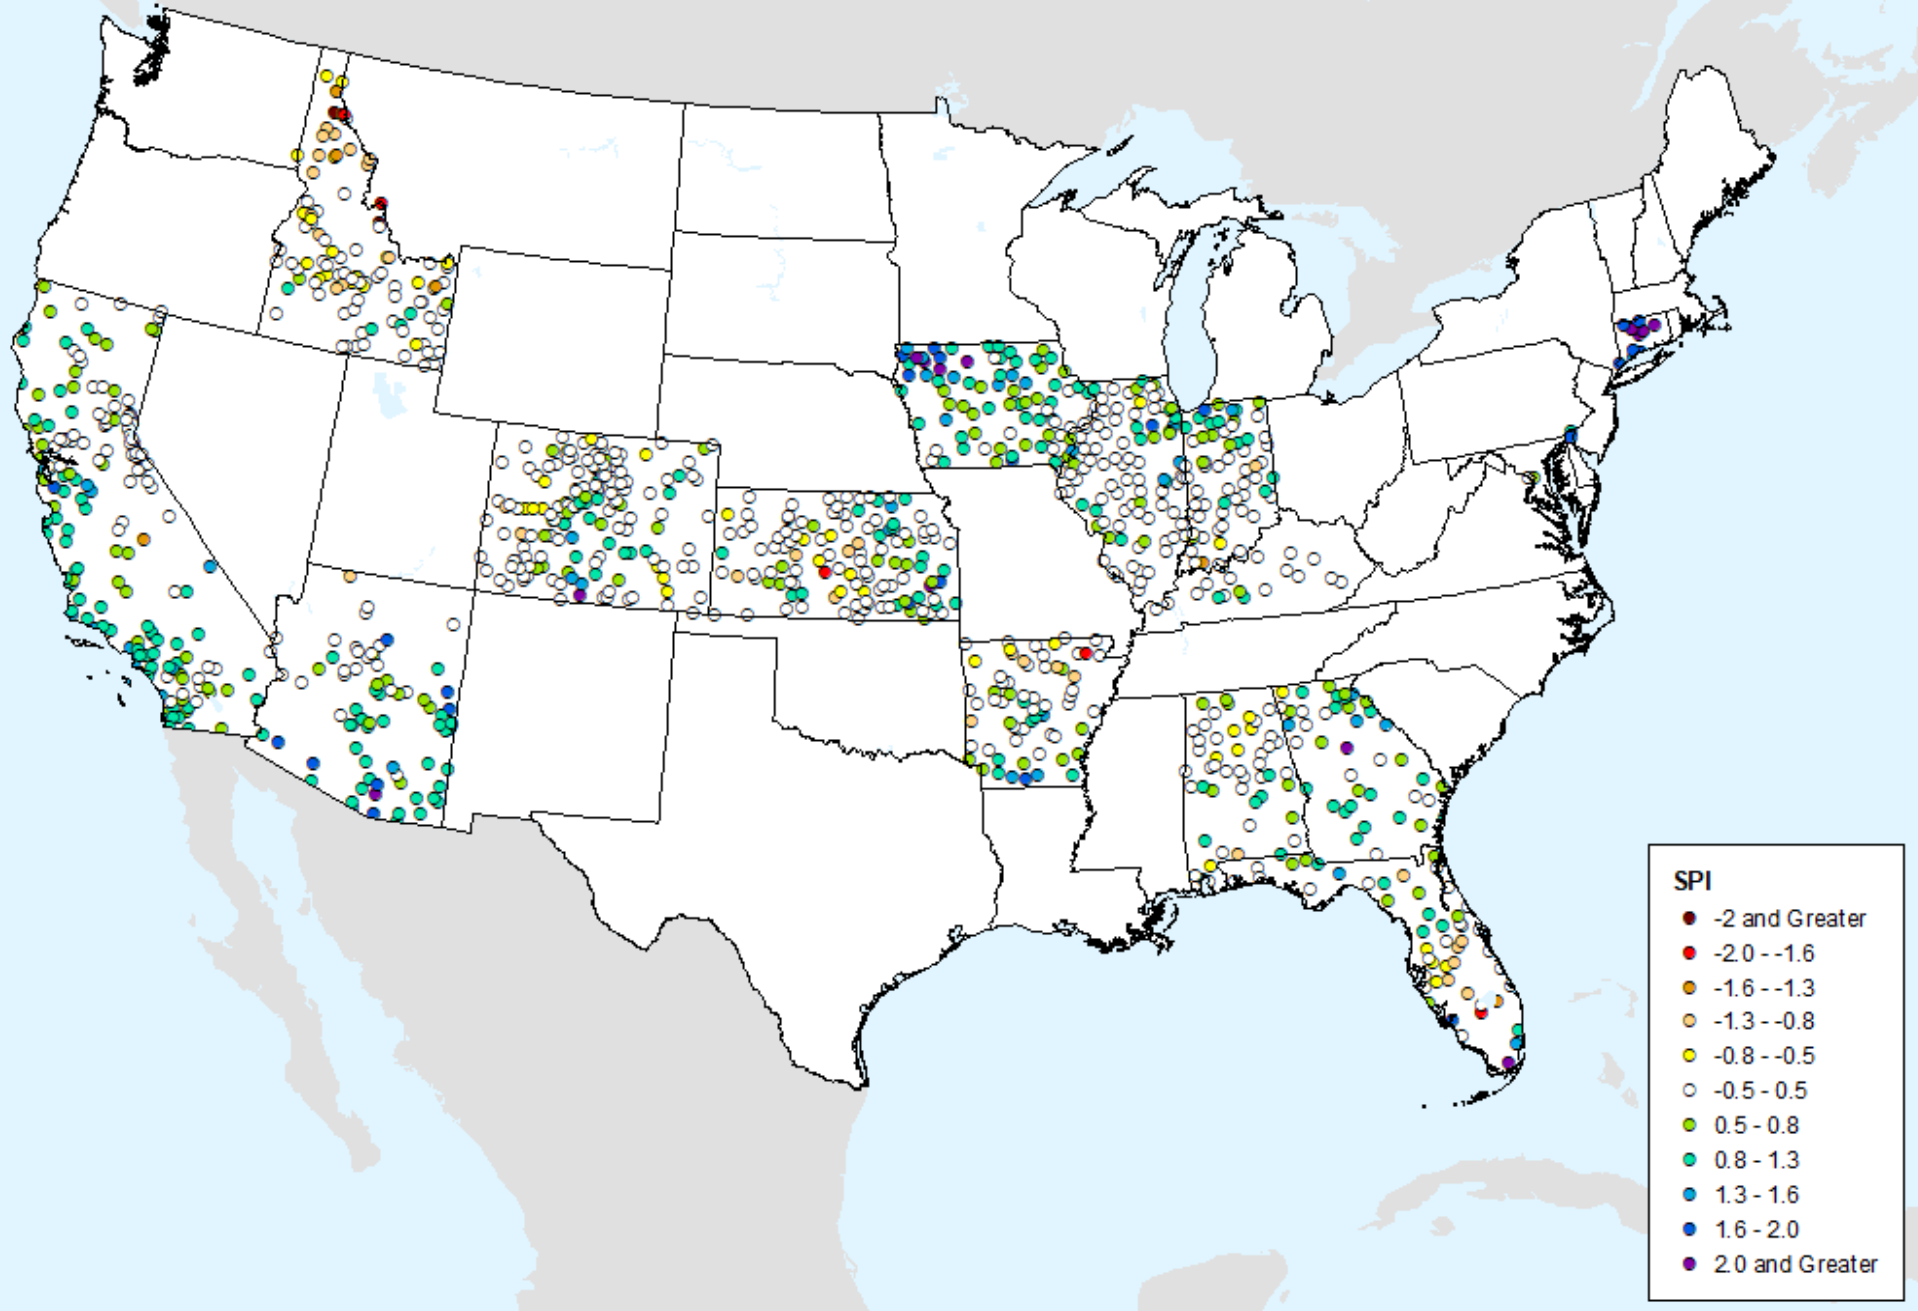 SPI
-2 and Greater
-2.0 - -1.6
-1.6 - -1.3
-1.3 - -0.8
-0.8 - -0.5
-0.5 - 0.5
0.5 - 0.8
0.8 - 1.3
1.3 - 1.6
1.6 - 2.0
2.0 and Greater